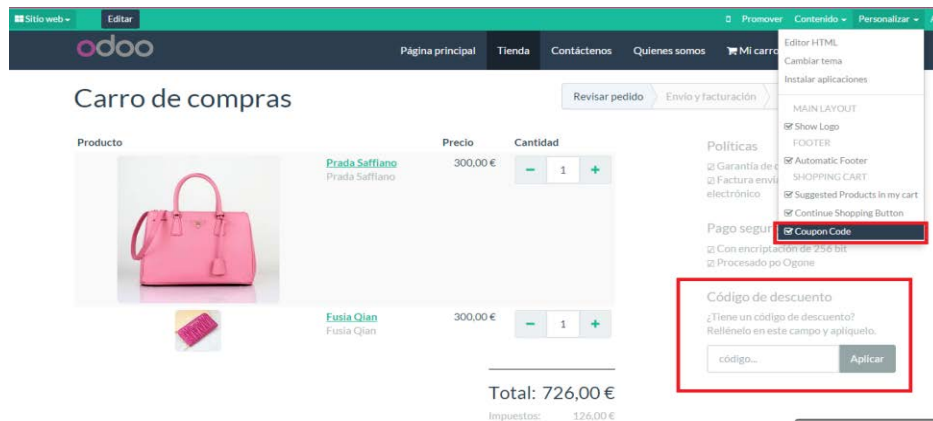 Sitio web
Editar
Promover
Contenido
Personalizar
odoo
Página principal
Tienda
Contáctenos
Quienes somos
Mi carro
Editor HTML
Cambiar tema
Instalar aplicaciones
MAIN LAYOUT
Show Logo
FOOTER
Automatic Footer
SHOPPING CART
Suggested Products in my cart
Continue Shopping Button
Coupon Code
Carro de compras
Revisar pedido
Envío y facturación
Producto
Precio
Cantidad
Prada Saffiano
Prada Saffiano
300,00 €
1
Fusia Qian
Fusia Qian
300,00 €
1
Total: 726,00 €
Impuestos: 126,00 €
Políticas
Garantía de
Factura
electrónico
Pago segur
Con encriptación de 256 bit
Procesado po Ogone
Código de descuento
¿Tiene un código de descuento?
Rellénelo en este campo y aplíquelo.
código...
Aplicar